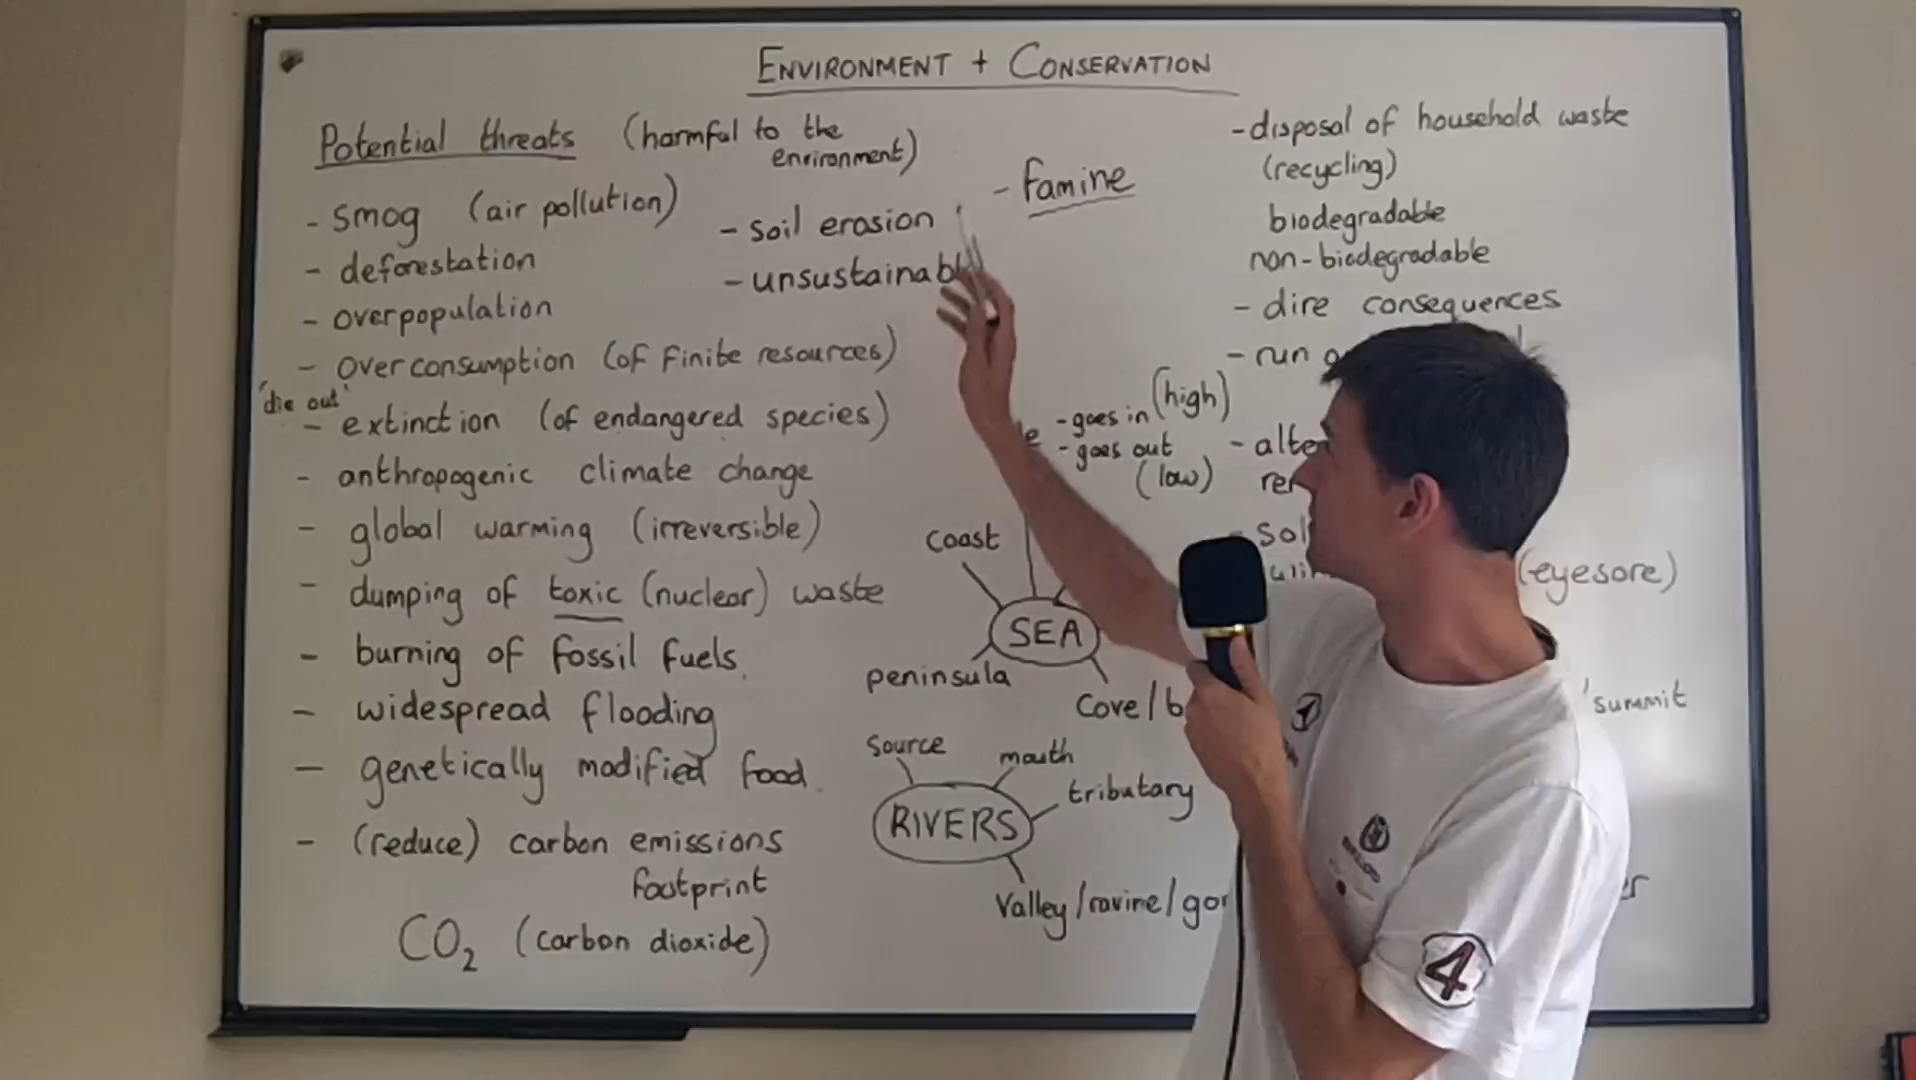 ENVIRONMENT + CONSERVATION
Potential threats (harmful to the
environment)
- smog (air pollution)
- deforestation
- overpopulation
- overconsumption (of finite resources)
'die out'
- extinction (of endangered species)
- anthropogenic climate change
- global warming (irreversible)
- dumping of toxic (nuclear) waste
- burning of fossil fuels.
- widespread flooding
- genetically modified food.
- (reduce) carbon emissions
footprint
CO2 (carbon dioxide)
- soil erosion
- unsustainabl
- famine
- goes in (high)
- goes out
(low)
coast
SEA
peninsula
Cove/b
source
mouth
tributary
RIVERS
Valley/ravine/gor
- disposal of household waste
(recycling)
biodegradable
non-biodegradable
- dire consequences
- run
- alte
re
- sol
(eyesore)
'summit
4